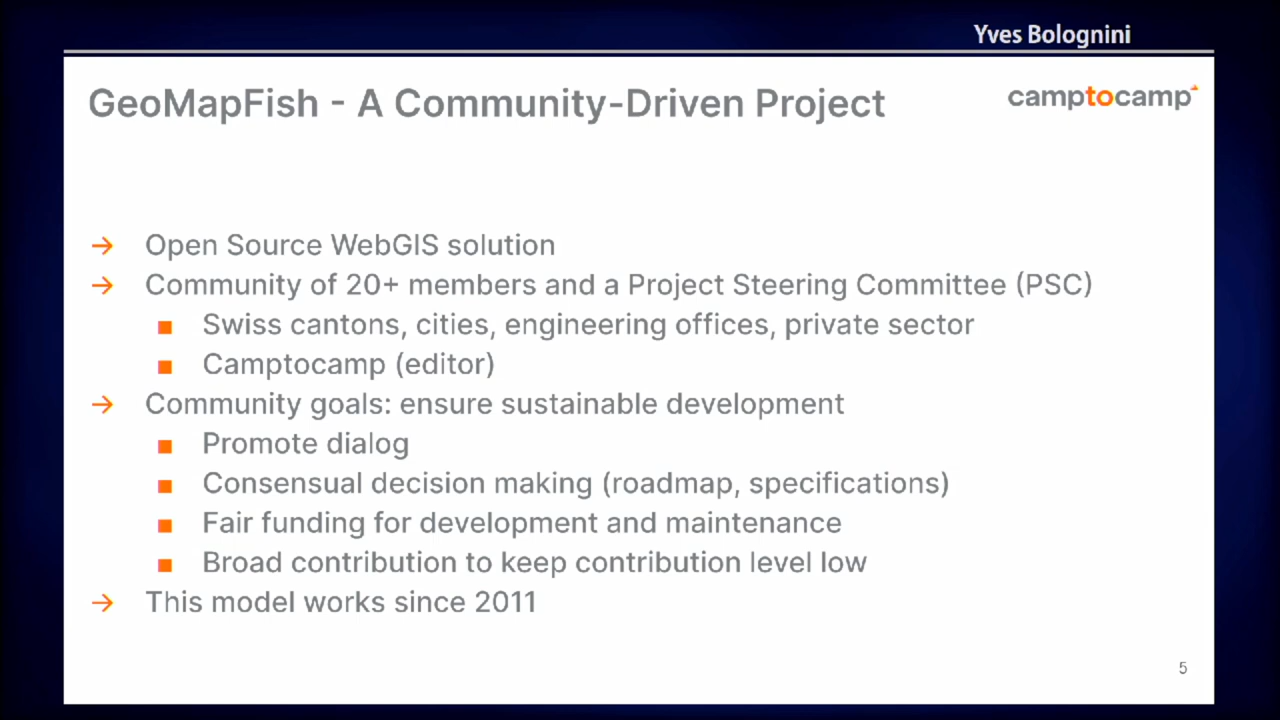 Yves Bolognini
GeoMapFish - A Community-Driven Project
camptocamp
→ Open Source WebGIS solution
→ Community of 20+ members and a Project Steering Committee (PSC)
■ Swiss cantons, cities, engineering offices, private sector
■ Camptocamp (editor)
→ Community goals: ensure sustainable development
■ Promote dialog
■ Consensual decision making (roadmap, specifications)
■ Fair funding for development and maintenance
■ Broad contribution to keep contribution level low
→ This model works since 2011
5